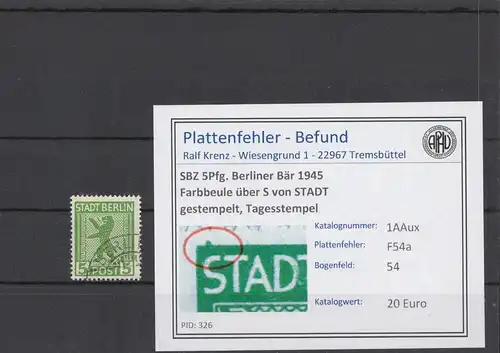 STADT BERLIN
5 POST 5
Plattenfehler - Befund
Ralf Krenz - Wiesengrund 1 - 22967 Tremsbüttel
SBZ 5Pfg. Berliner Bär 1945
Farbbeule über S von STADT
gestempelt, Tagesstempel
STADT
Katalognummer: 1AAux
Plattenfehler: F54a
Bogenfeld: 54
Katalogwert: 20 Euro
PID: 326